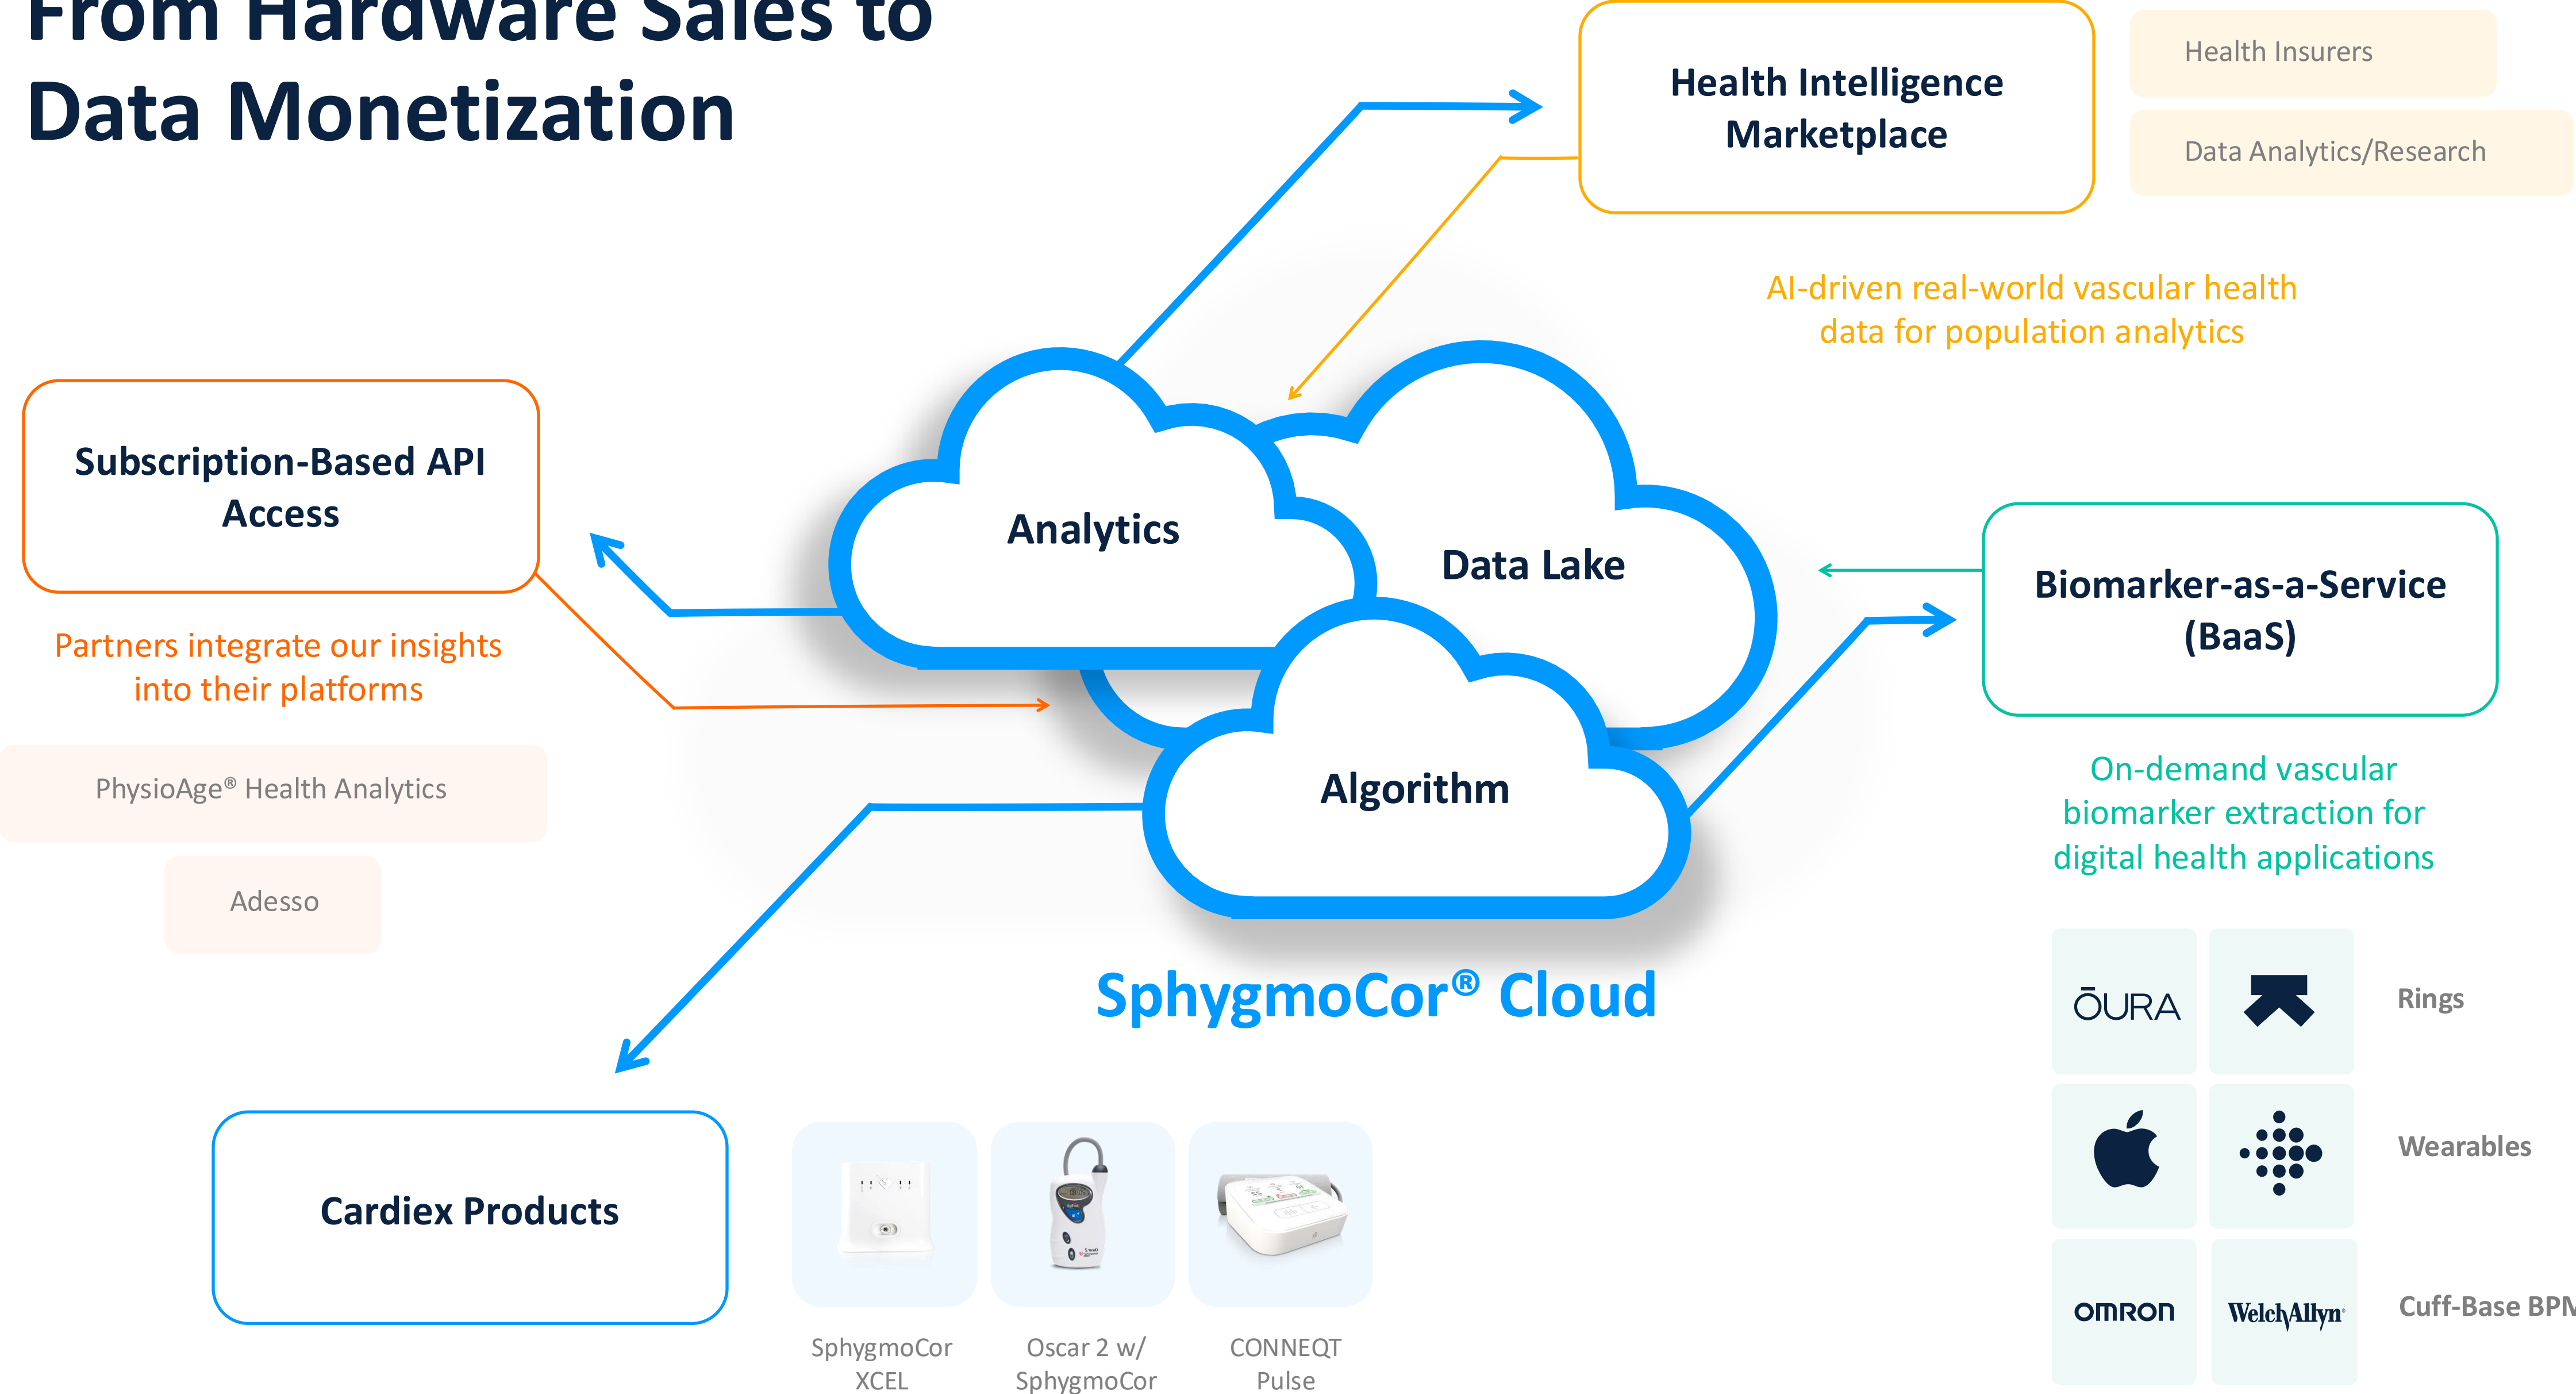 From Hardware Sales to
Data Monetization
Health Intelligence
Marketplace
Health Insurers
Data Analytics/Research
AI-driven real-world vascular health
data for population analytics
Subscription-Based API
Access
Partners integrate our insights
into their platforms
PhysioAge® Health Analytics
Adesso
Analytics
Data Lake
Algorithm
SphygmoCor® Cloud
Biomarker-as-a-Service
(BaaS)
On-demand vascular
biomarker extraction for
digital health applications
ŌURA
Rings
Wearables
OMRON
WelchAllyn®
Cuff-Base BPM
Cardiex Products
SphygmoCor
XCEL
Oscar 2 w/
SphygmoCor
CONNEQT
Pulse